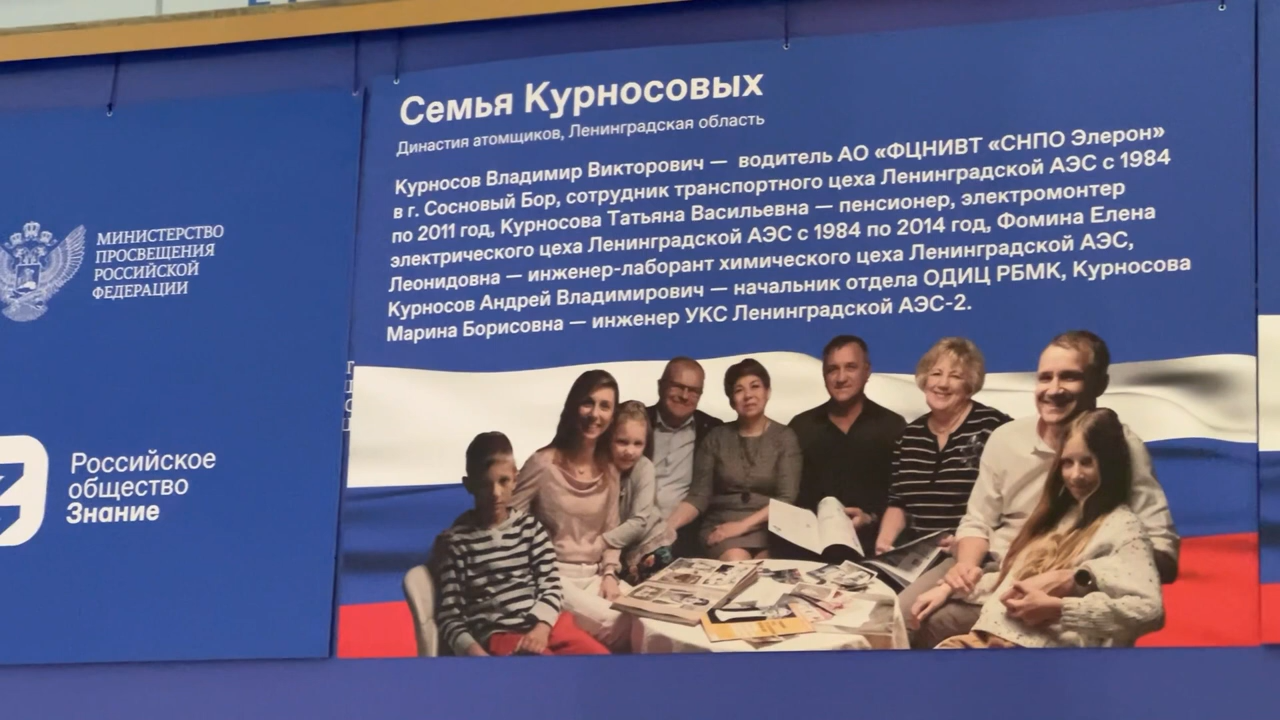 МИНИСТЕРСТВО
ПРОСВЕЩЕНИЯ
РОССИЙСКОЙ
ФЕДЕРАЦИИ
Российское
общество
Знание
Семья Курносовых
Династия атомщиков, Ленинградская область
Курносов Владимир Викторович — водитель АО «ФЦНИВТ «СНПО Элерон»
в г. Сосновый Бор, сотрудник транспортного цеха Ленинградской АЭС с 1984
по 2011 год, Курносова Татьяна Васильевна — пенсионер, электромонтер
электрического цеха Ленинградской АЭС с 1984 по 2014 год, Фомина Елена
Леонидовна — инженер-лаборант химического цеха Ленинградской АЭС,
Курносов Андрей Владимирович — начальник отдела ОДИЦ РБМК, Курносова
Марина Борисовна — инженер УКС Ленинградской АЭС-2.